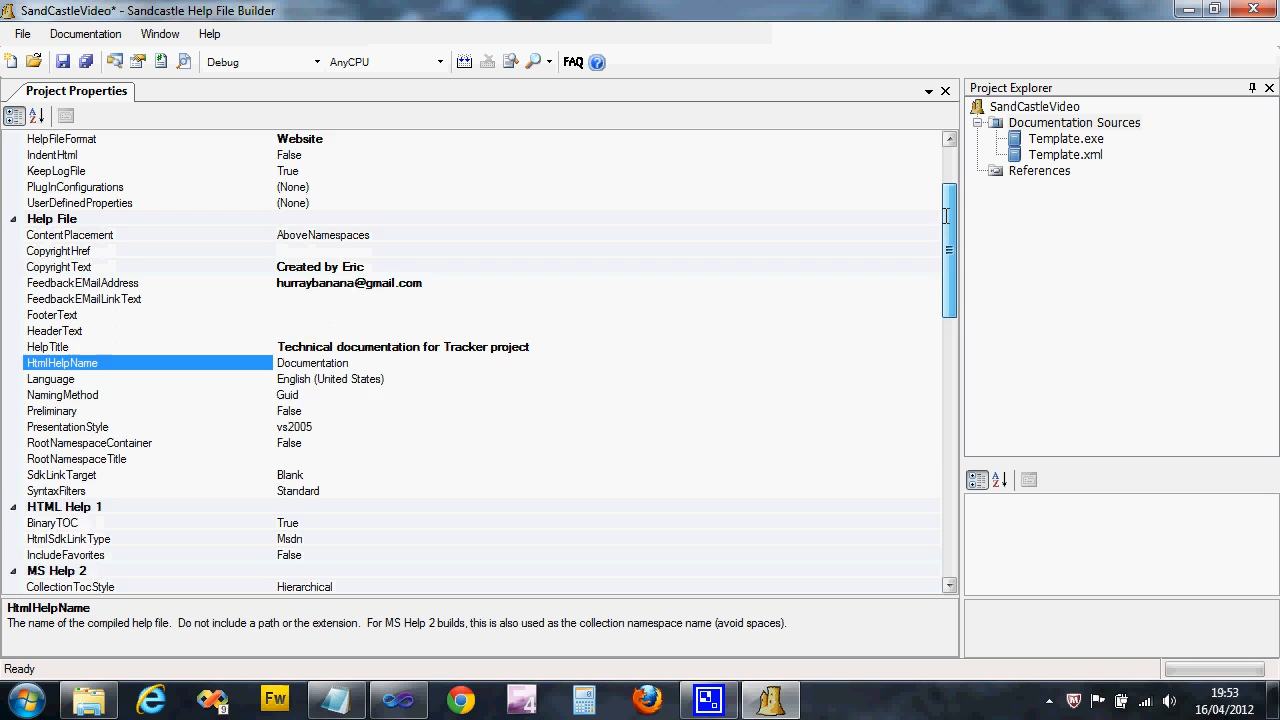 SandCastleVideo* - Sandcastle Help File Builder
File Documentation Window Help
Debug AnyCPU FAQ
Project Properties
HelpFileFormat Website
IndentHtml False
KeepLogFile True
PlugInConfigurations (None)
UserDefinedProperties (None)
Help File
ContentPlacement AboveNamespaces
CopyrightHref
CopyrightText Created by Eric
FeedbackEMailAddress hurraybanana@gmail.com
FeedbackEMailLinkText
FooterText
HeaderText
HelpTitle Technical documentation for Tracker project
HtmlHelpName Documentation
Language English (United States)
NamingMethod Guid
Preliminary False
PresentationStyle vs2005
RootNamespaceContainer False
RootNamespaceTitle
SdkLinkTarget Blank
SyntaxFilters Standard
HTML Help 1
BinaryTOC True
HtmlSdkLinkType Msdn
IncludeFavorites False
MS Help 2
CollectionTocStyle Hierarchical
HtmlHelpName
The name of the compiled help file. Do not include a path or the extension. For MS Help 2 builds, this is also used as the collection namespace name (avoid spaces).
Project Explorer
SandCastleVideo
Documentation Sources
Template.exe
Template.xml
References
Ready
Fw
4
19:53
16/04/2012